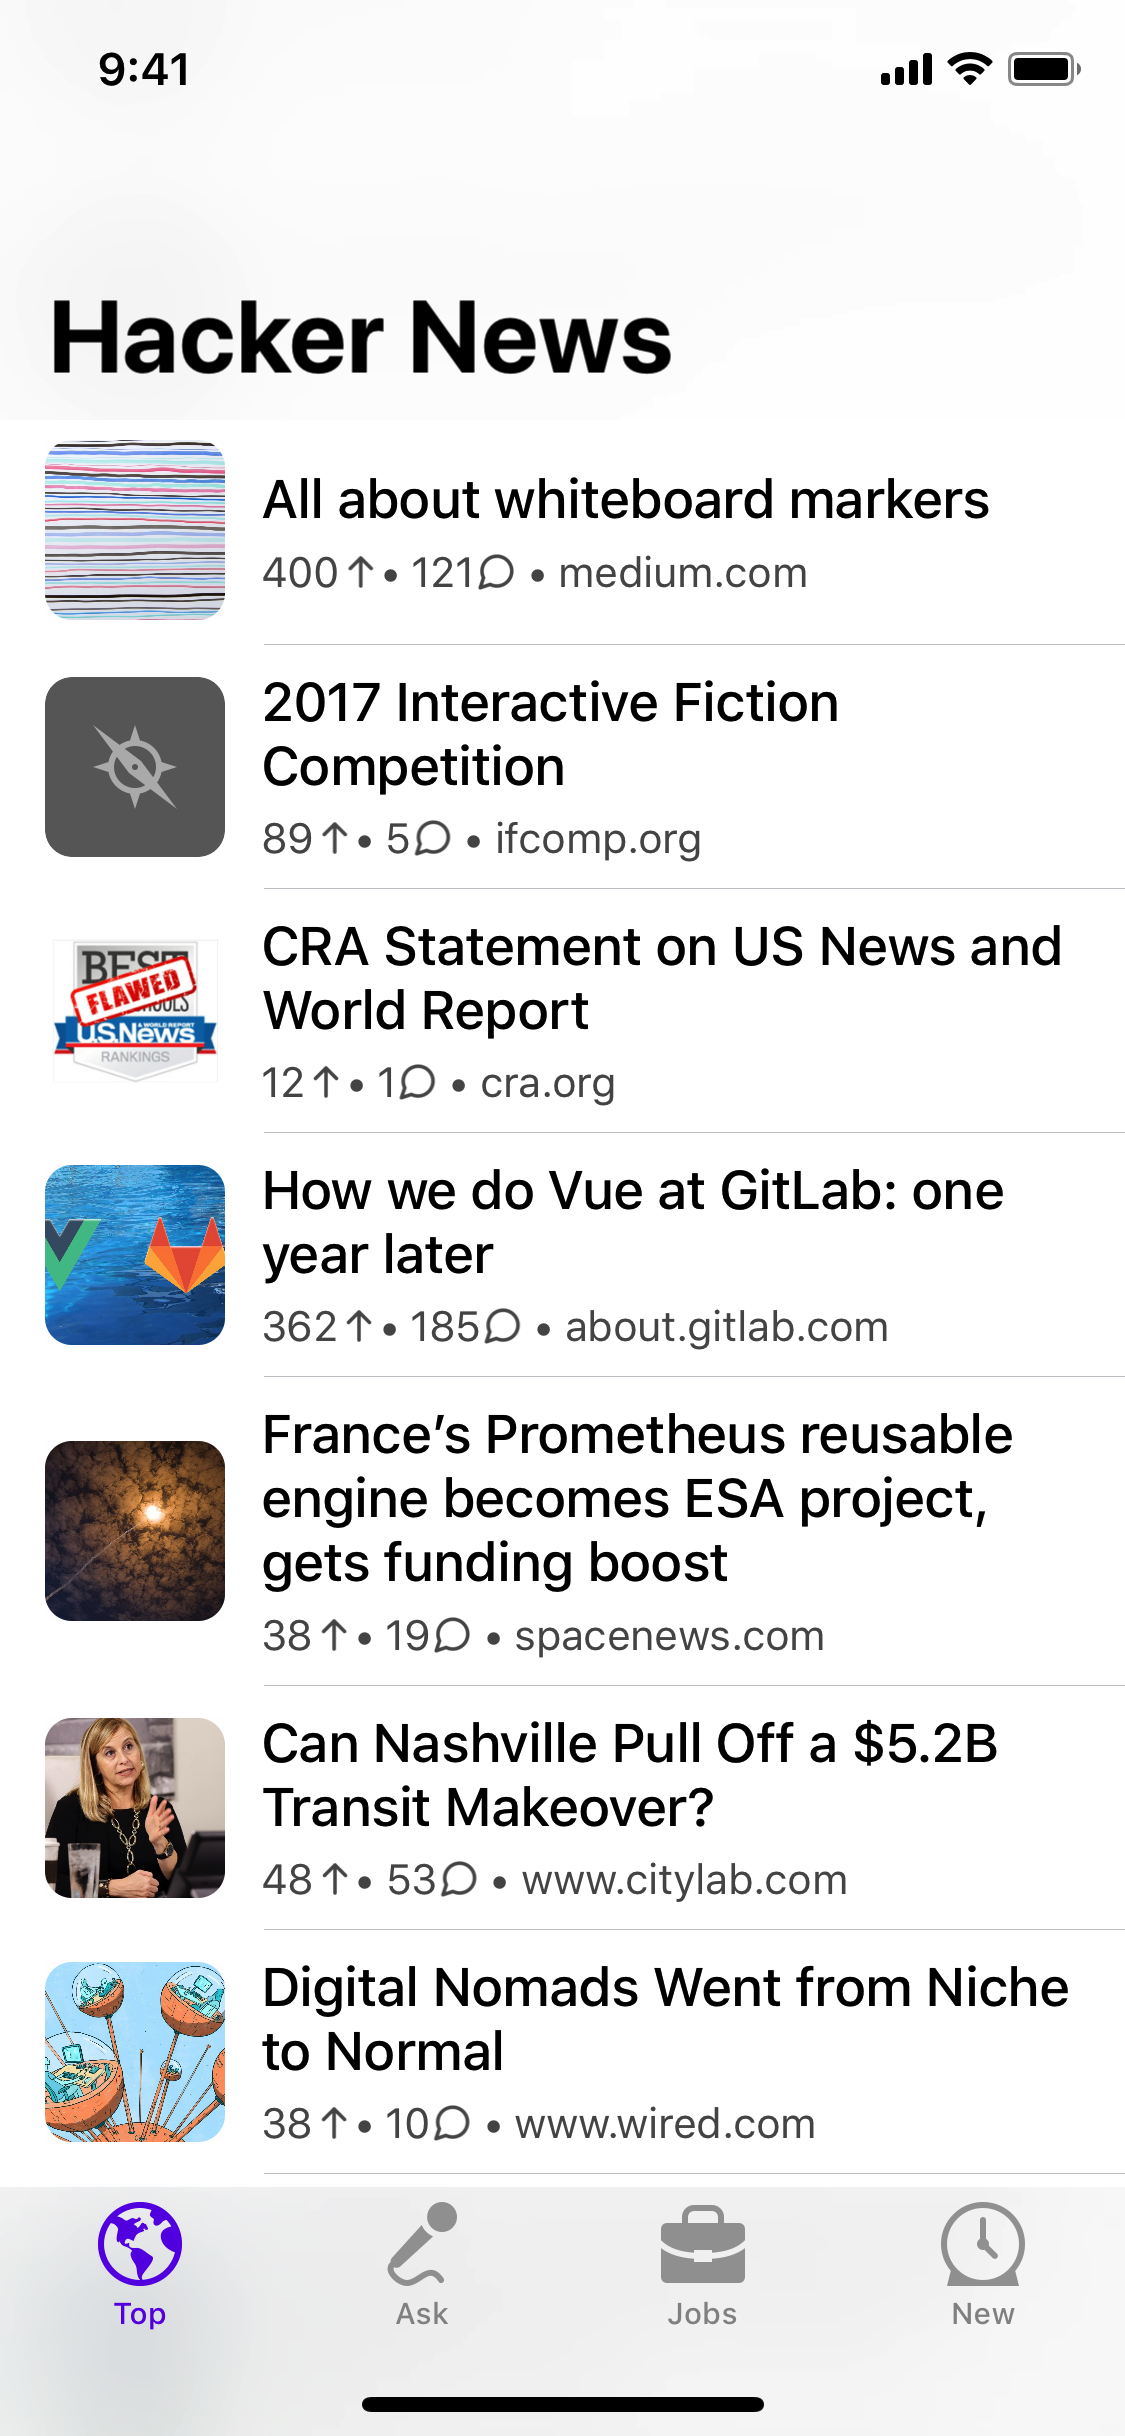 9:41
Hacker News
All about whiteboard markers
400↑ • 121 • medium.com
2017 Interactive Fiction
Competition
89↑ • 5 • ifcomp.org
BEST
FLAWED
U.S.News
& WORLD REPORT
RANKINGS
CRA Statement on US News and
World Report
12↑ • 1 • cra.org
How we do Vue at GitLab: one
year later
362↑ • 185 • about.gitlab.com
France’s Prometheus reusable
engine becomes ESA project,
gets funding boost
38↑ • 19 • spacenews.com
Can Nashville Pull Off a $5.2B
Transit Makeover?
48↑ • 53 • www.citylab.com
Digital Nomads Went from Niche
to Normal
38↑ • 10 • www.wired.com
Top
Ask
Jobs
New